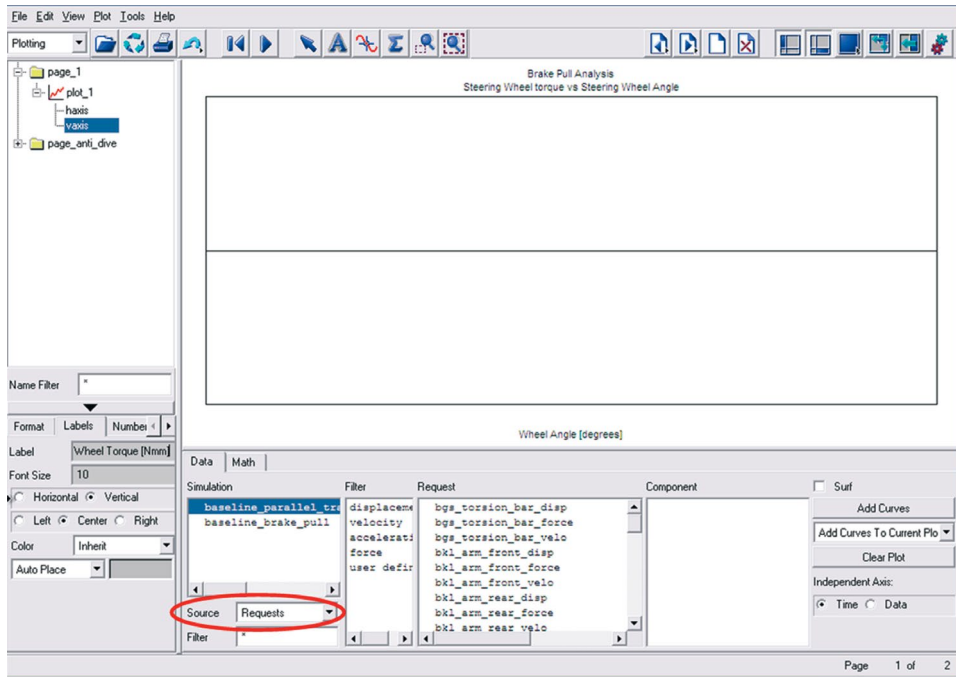 File Edit View Plot Tools Help
Plotting
page_1
plot_1
haxis
vaxis
page_anti_dive
Brake Pull Analysis
Steering Wheel torque vs Steering Wheel Angle
Wheel Angle [degrees]
Name Filter *
Format Labels Number
Label Wheel Torque [Nmm]
Font Size 10
Horizontal Vertical
Left Center Right
Color Inherit
Auto Place
Data Math
Simulation
baseline_parallel_tra
baseline_brake_pull
Source Requests
Filter *
Filter
displaceme
velocity
accelerati
force
user defir
Request
bgs_torsion_bar_disp
bgs_torsion_bar_force
bgs_torsion_bar_velo
bkl_arm_front_disp
bkl_arm_front_force
bkl_arm_front_velo
bkl_arm_rear_disp
bkl_arm_rear_force
bkl_arm_rear_velo
Component
Surf
Add Curves
Add Curves To Current Plo
Clear Plot
Independent Axis:
Time Data
Page 1 of 2